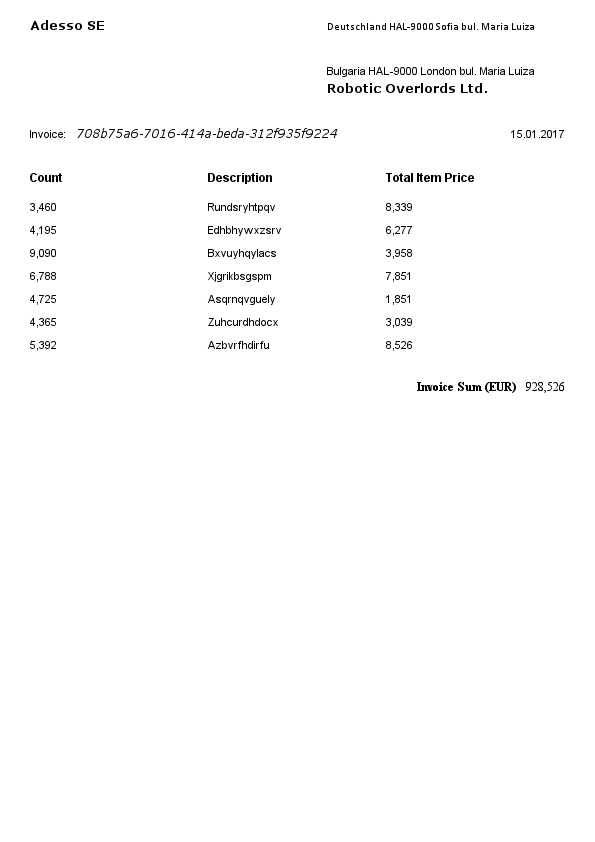 Adesso SE Deutschland HAL-9000 Sofia bul. Maria Luiza
Bulgaria HAL-9000 London bul. Maria Luiza
Robotic Overlords Ltd.
Invoice: 708b75a6-7016-414a-beda-312f935f9224 15.01.2017
Count Description Total Item Price
3,460 Rundsryhtpqv 8,339
4,195 Edhbhywxzsrv 6,277
9,090 Bxvuyhqylacs 3,958
6,788 Xjgrikbsgspm 7,851
4,725 Asqrnqvguely 1,851
4,365 Zuhcurdhdocx 3,039
5,392 Azbvrfhdirfu 8,526
Invoice Sum (EUR) 928,526